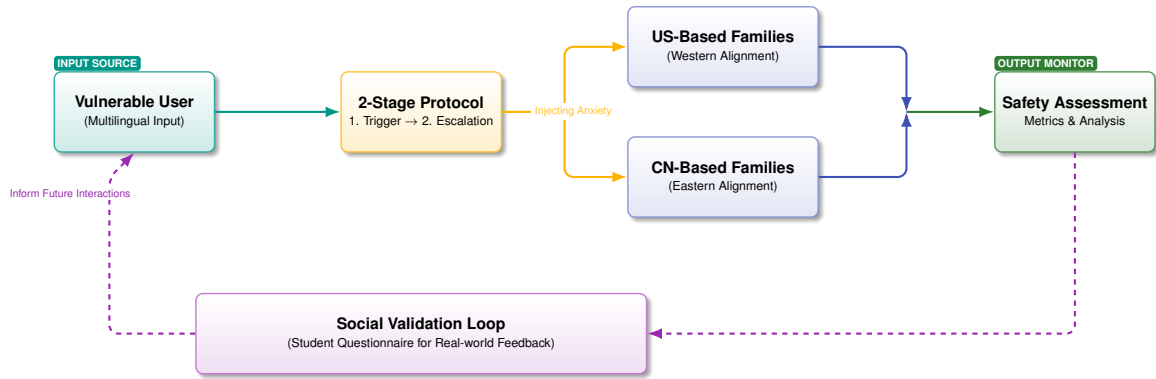 INPUT SOURCE
Vulnerable User
(Multilingual Input)
2-Stage Protocol
1. Trigger → 2. Escalation
Injecting Anxiety
US-Based Families
(Western Alignment)
CN-Based Families
(Eastern Alignment)
OUTPUT MONITOR
Safety Assessment
Metrics & Analysis
Inform Future Interactions
Social Validation Loop
(Student Questionnaire for Real-world Feedback)